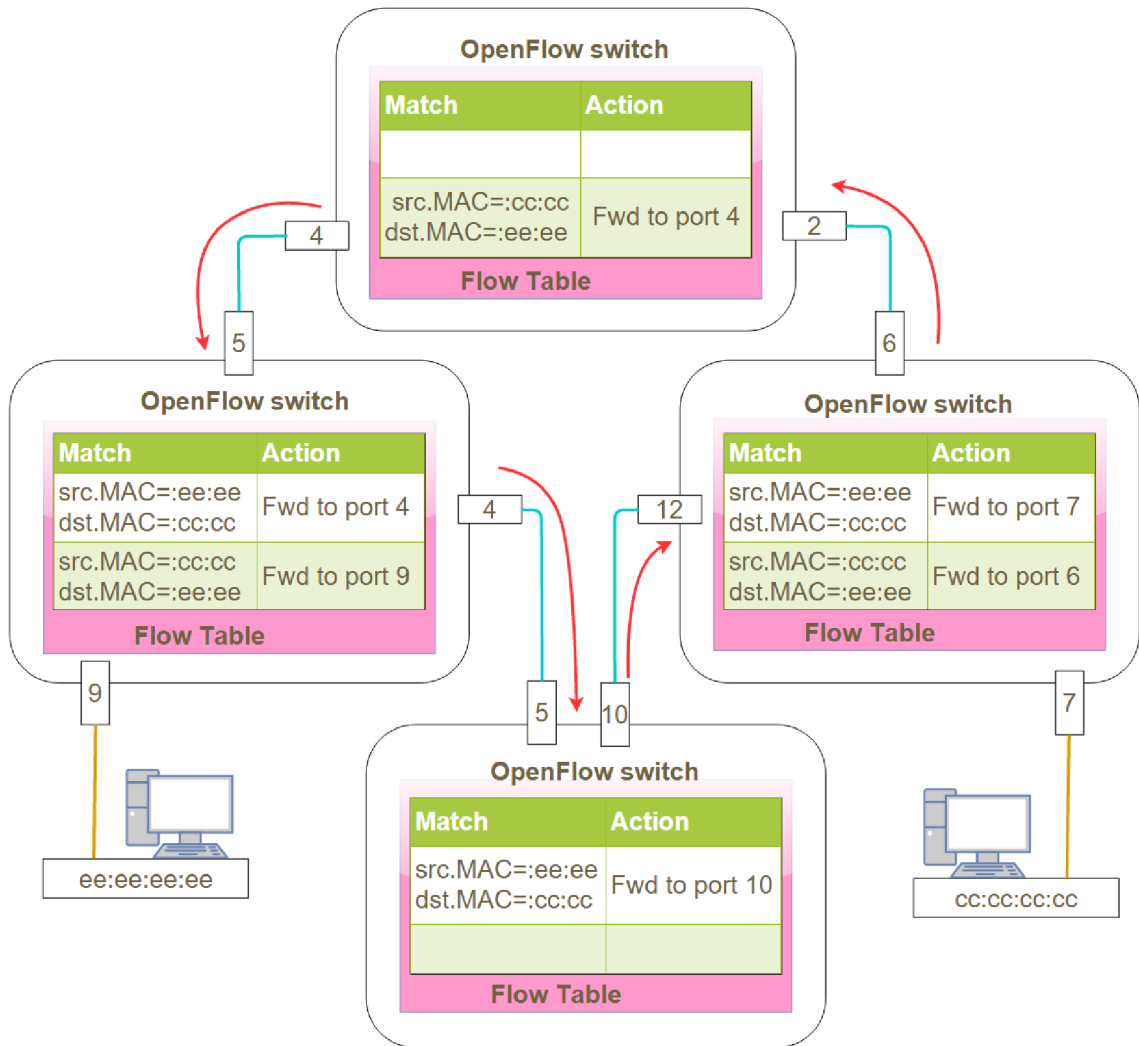 OpenFlow switch
Match Action
src.MAC=:cc:cc
dst.MAC=:ee:ee
Fwd to port 4
Flow Table
4
2
5
6
OpenFlow switch
Match Action
src.MAC=:ee:ee
dst.MAC=:cc:cc
Fwd to port 4
src.MAC=:cc:cc
dst.MAC=:ee:ee
Fwd to port 9
Flow Table
4
9
OpenFlow switch
Match Action
src.MAC=:ee:ee
dst.MAC=:cc:cc
Fwd to port 7
src.MAC=:cc:cc
dst.MAC=:ee:ee
Fwd to port 6
Flow Table
12
7
5
10
OpenFlow switch
Match Action
src.MAC=:ee:ee
dst.MAC=:cc:cc
Fwd to port 10
Flow Table
ee:ee:ee:ee
cc:cc:cc:cc